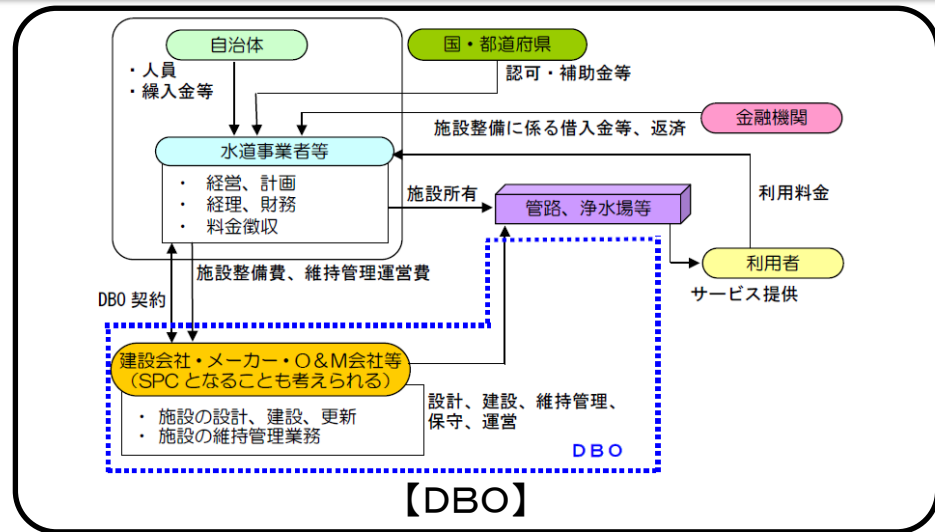 自治体
国・都道府県
・人員
・繰入金等
認可・補助金等
金融機関
施設整備に係る借入金等、返済
水道事業者等
・ 経営、計画
・ 経理、財務
・ 料金徴収
施設所有
管路、浄水場等
利用料金
利用者
サービス提供
施設整備費、維持管理運営費
DBO 契約
建設会社・メーカー・O&M会社等
(SPC となることも考えられる)
・ 施設の設計、建設、更新
・ 施設の維持管理業務
設計、建設、維持管理、
保守、運営
DBO
【DBO】